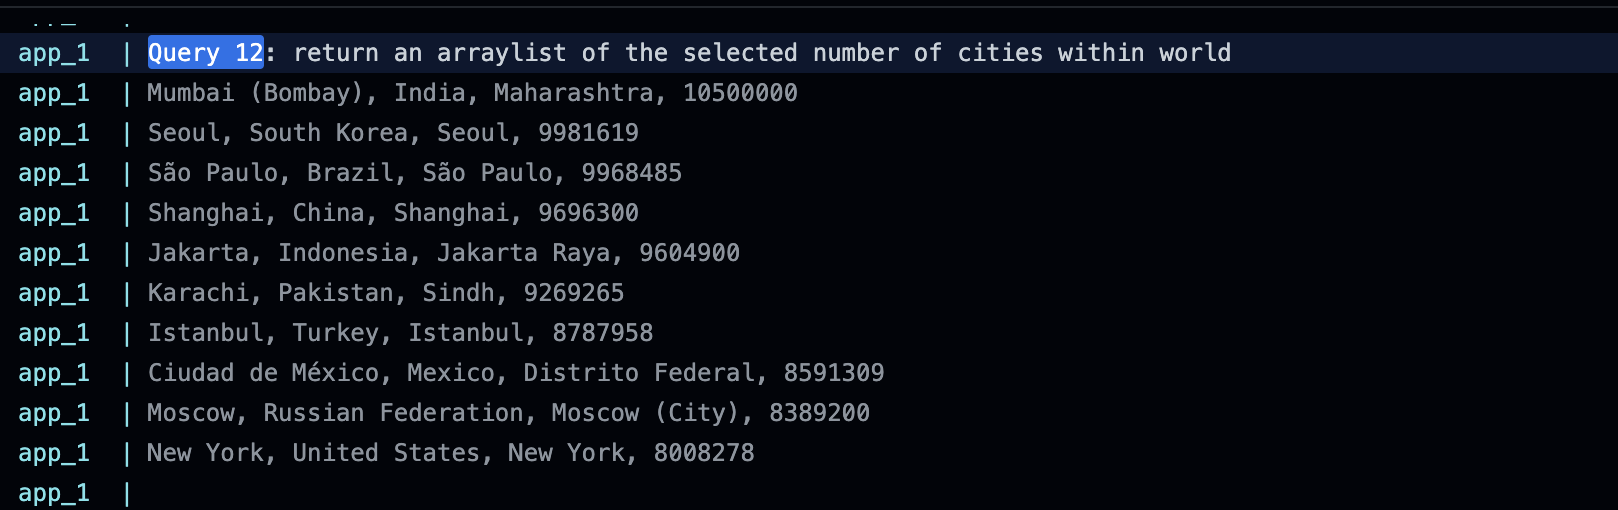 app_1 | Query 12: return an arraylist of the selected number of cities within world
app_1 | Mumbai (Bombay), India, Maharashtra, 10500000
app_1 | Seoul, South Korea, Seoul, 9981619
app_1 | São Paulo, Brazil, São Paulo, 9968485
app_1 | Shanghai, China, Shanghai, 9696300
app_1 | Jakarta, Indonesia, Jakarta Raya, 9604900
app_1 | Karachi, Pakistan, Sindh, 9269265
app_1 | Istanbul, Turkey, Istanbul, 8787958
app_1 | Ciudad de México, Mexico, Distrito Federal, 8591309
app_1 | Moscow, Russian Federation, Moscow (City), 8389200
app_1 | New York, United States, New York, 8008278
app_1 |